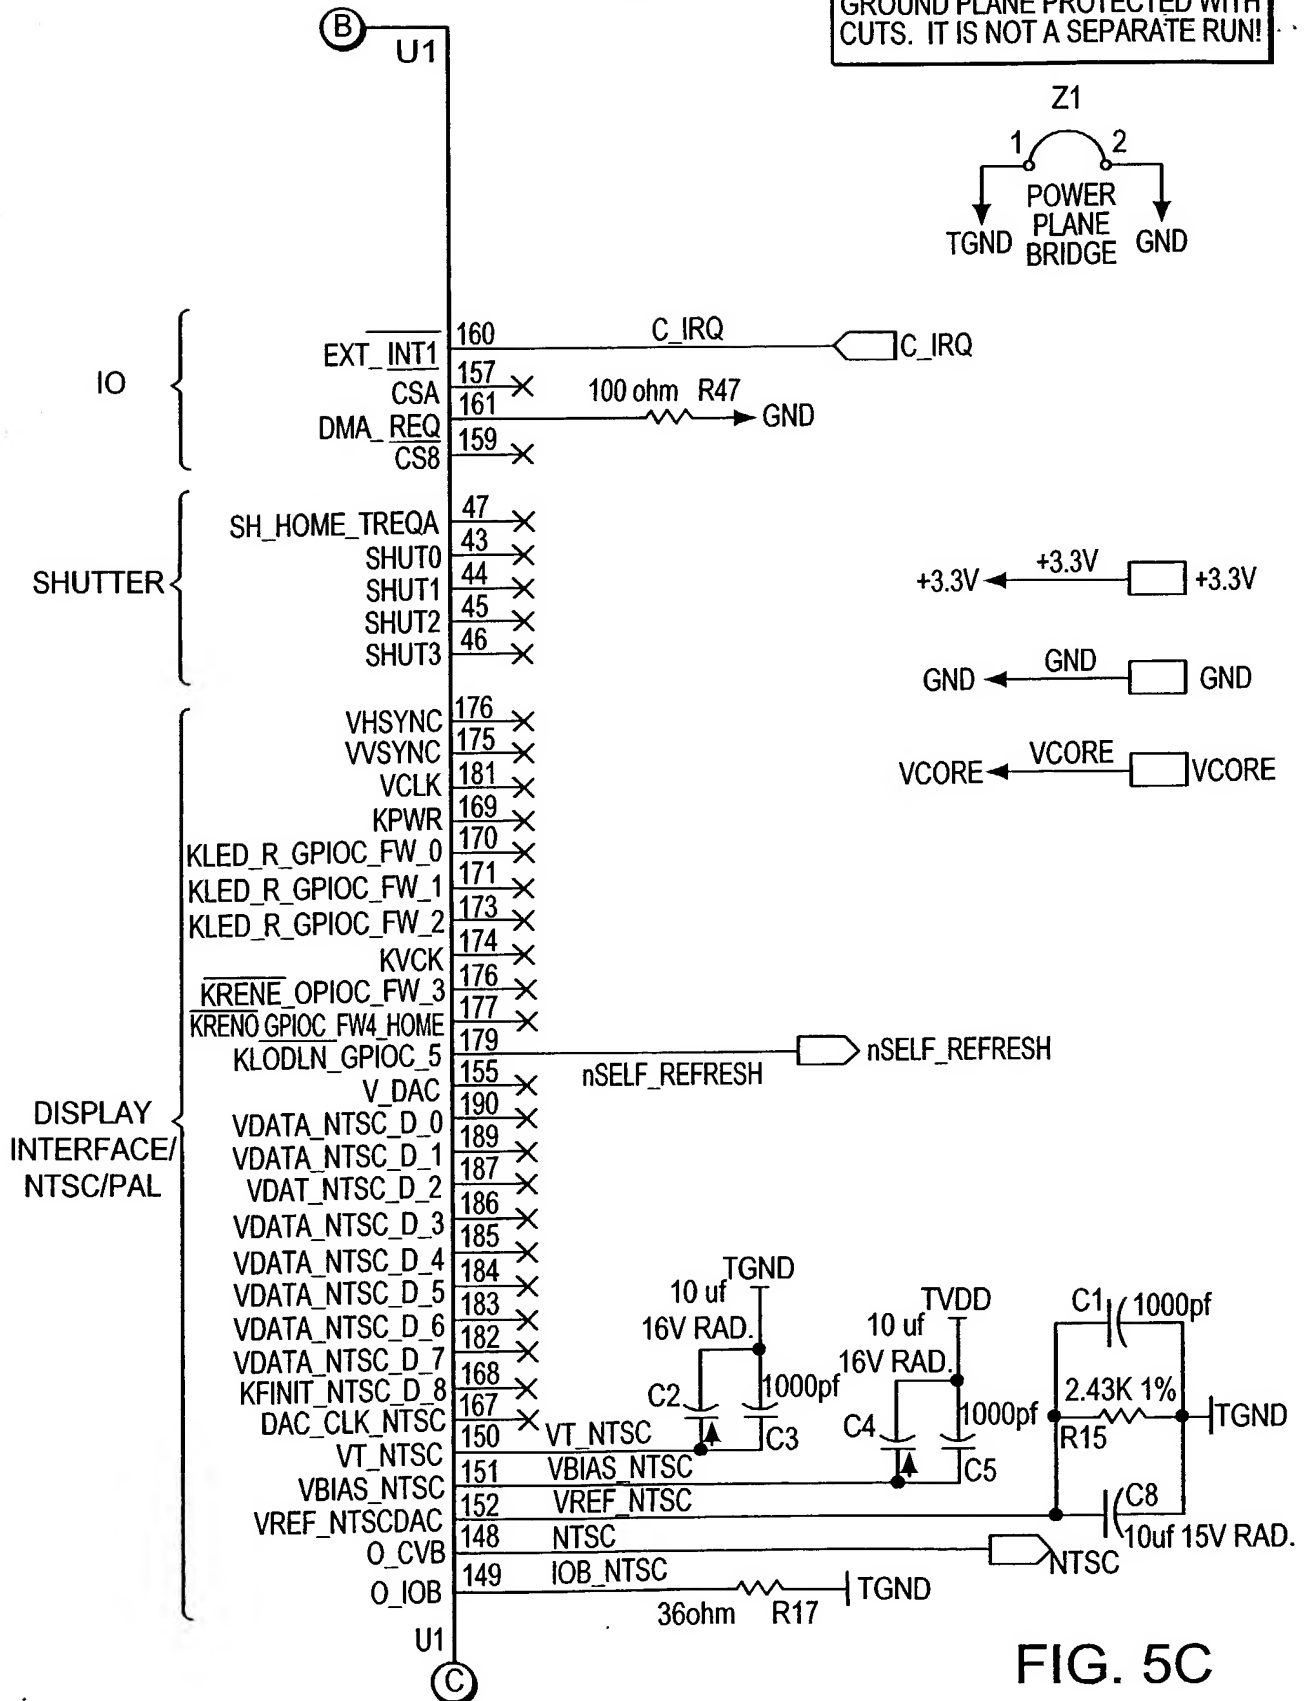 GROUND PLANE PROTECTED WITH
CUTS. IT IS NOT A SEPARATE RUN!
B
U1
Z1
1 2
POWER
PLANE
BRIDGE
TGND
GND
IO
EXT_INT1 160 C_IRQ C_IRQ
CSA 157
DMA_REQ 161 100 ohm R47 GND
CS8 159
SHUTTER
SH_HOME_TREQA 47
SHUT0 43
SHUT1 44
SHUT2 45
SHUT3 46
+3.3V +3.3V +3.3V
GND GND GND
VCORE VCORE VCORE
DISPLAY
INTERFACE/
NTSC/PAL
VHSYNC 176
VVSYNC 175
VCLK 181
KPWR 169
KLED_R_GPIOC_FW_0 170
KLED_R_GPIOC_FW_1 171
KLED_R_GPIOC_FW_2 173
KVCK 174
KRENE_OPIOC_FW_3 176
KRENO GPIOC_FW4_HOME 177
KLODLN_GPIOC_5 179 nSELF_REFRESH nSELF_REFRESH
V_DAC 155
VDATA_NTSC_D_0 190
VDATA_NTSC_D_1 189
VDAT_NTSC_D_2 187
VDATA_NTSC_D_3 186
VDATA_NTSC_D_4 185
VDATA_NTSC_D_5 184
VDATA_NTSC_D_6 183
VDATA_NTSC_D_7 182
KFINIT_NTSC_D_8 168
DAC_CLK_NTSC 167
VT_NTSC 150 VT_NTSC
VBIAS_NTSC 151 VBIAS_NTSC
VREF_NTSCDAC 152 VREF_NTSC
O_CVB 148 NTSC NTSC
O_IOB 149 IOB_NTSC 36ohm R17 TGND
TGND
10 uf
16V RAD.
C2
1000pf
C3
TVDD
10 uf
16V RAD.
C4
1000pf
C5
C1 1000pf
2.43K 1%
R15
TGND
C8
10uf 15V RAD.
U1
C
FIG. 5C